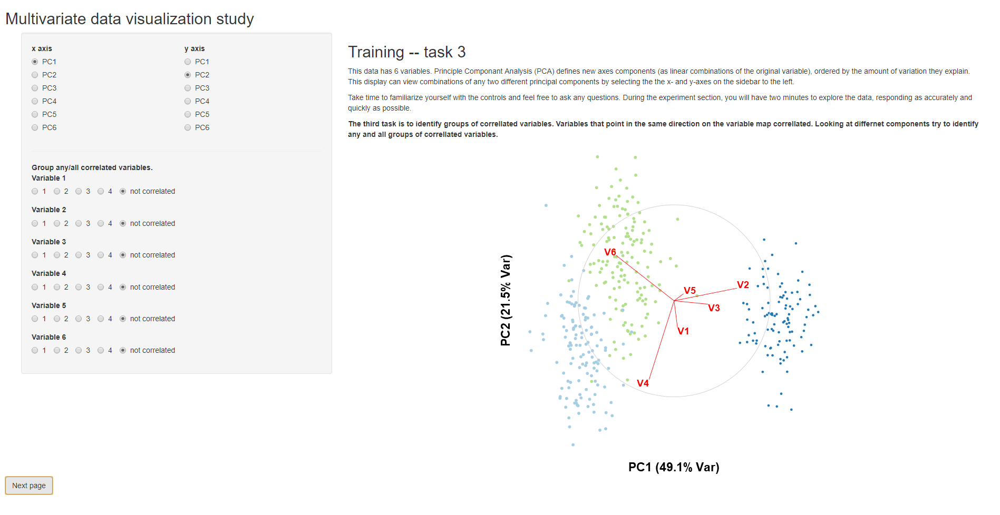 Multivariate data visualization study
x axis
PC1
PC2
PC3
PC4
PC5
PC6
y axis
PC1
PC2
PC3
PC4
PC5
PC6
Group any/all correlated variables.
Variable 1
1 2 3 4 not correlated
Variable 2
1 2 3 4 not correlated
Variable 3
1 2 3 4 not correlated
Variable 4
1 2 3 4 not correlated
Variable 5
1 2 3 4 not correlated
Variable 6
1 2 3 4 not correlated
Next page
Training -- task 3
This data has 6 variables. Principle Componant Analysis (PCA) defines new axes components (as linear combinations of the original variable), ordered by the amount of variation they explain.
This display can view combinations of any two different principal components by selecting the the x- and y-axes on the sidebar to the left.
Take time to familiarize yourself with the controls and feel free to ask any questions. During the experiment section, you will have two minutes to explore the data, responding as accurately and
quickly as possible.
The third task is to identify groups of correllated variables. Variables that point in the same direction on the variable map correllated. Looking at differnet components try to identify
any and all groups of correllated variables.
V6
V5
V2
V3
V1
V4
PC2 (21.5% Var)
PC1 (49.1% Var)